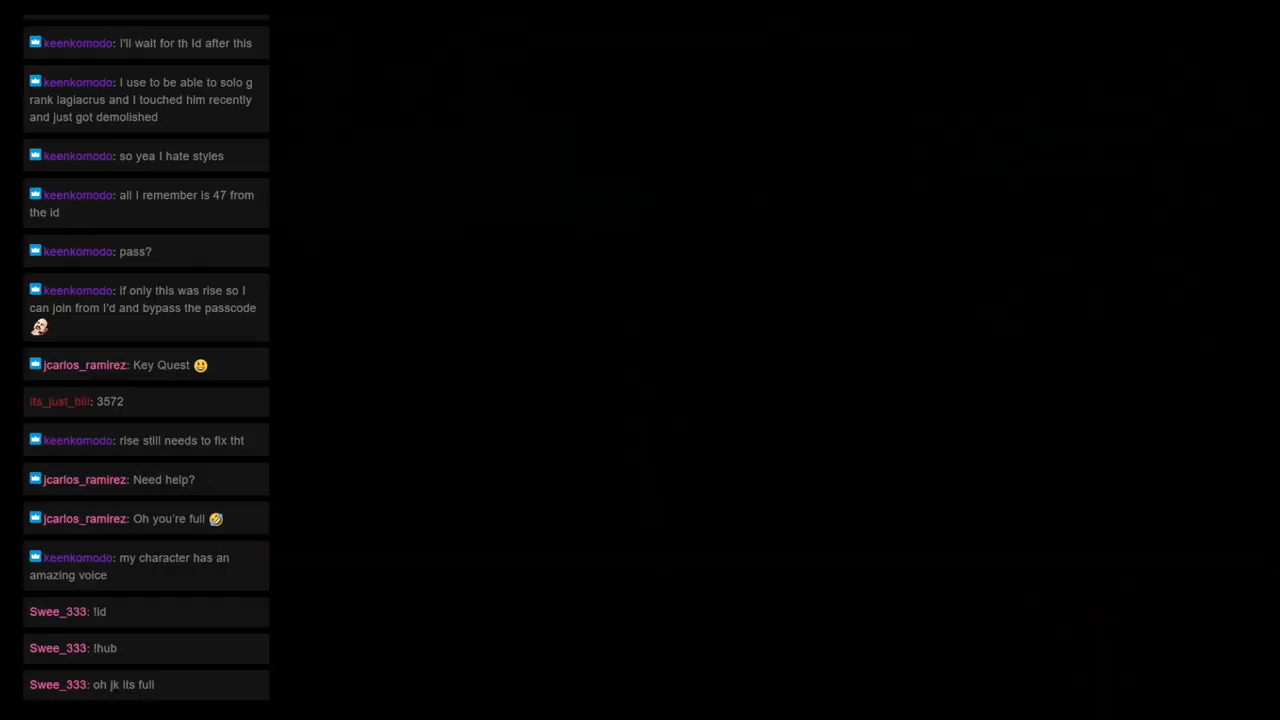 keenkomodo: I'll wait for th Id after this
keenkomodo: I use to be able to solo g
rank lagiacrus and I touched him recently
and just got demolished
keenkomodo: so yea I hate styles
keenkomodo: all I remember is 47 from
the id
keenkomodo: pass?
keenkomodo: if only this was rise so I
can join from I'd and bypass the passcode
jcarlos_ramirez: Key Quest 😃
its_just_bill: 3572
keenkomodo: rise still needs to fix tht
jcarlos_ramirez: Need help?
jcarlos_ramirez: Oh you're full 🤣
keenkomodo: my character has an
amazing voice
Swee_333: !id
Swee_333: !hub
Swee_333: oh jk its full